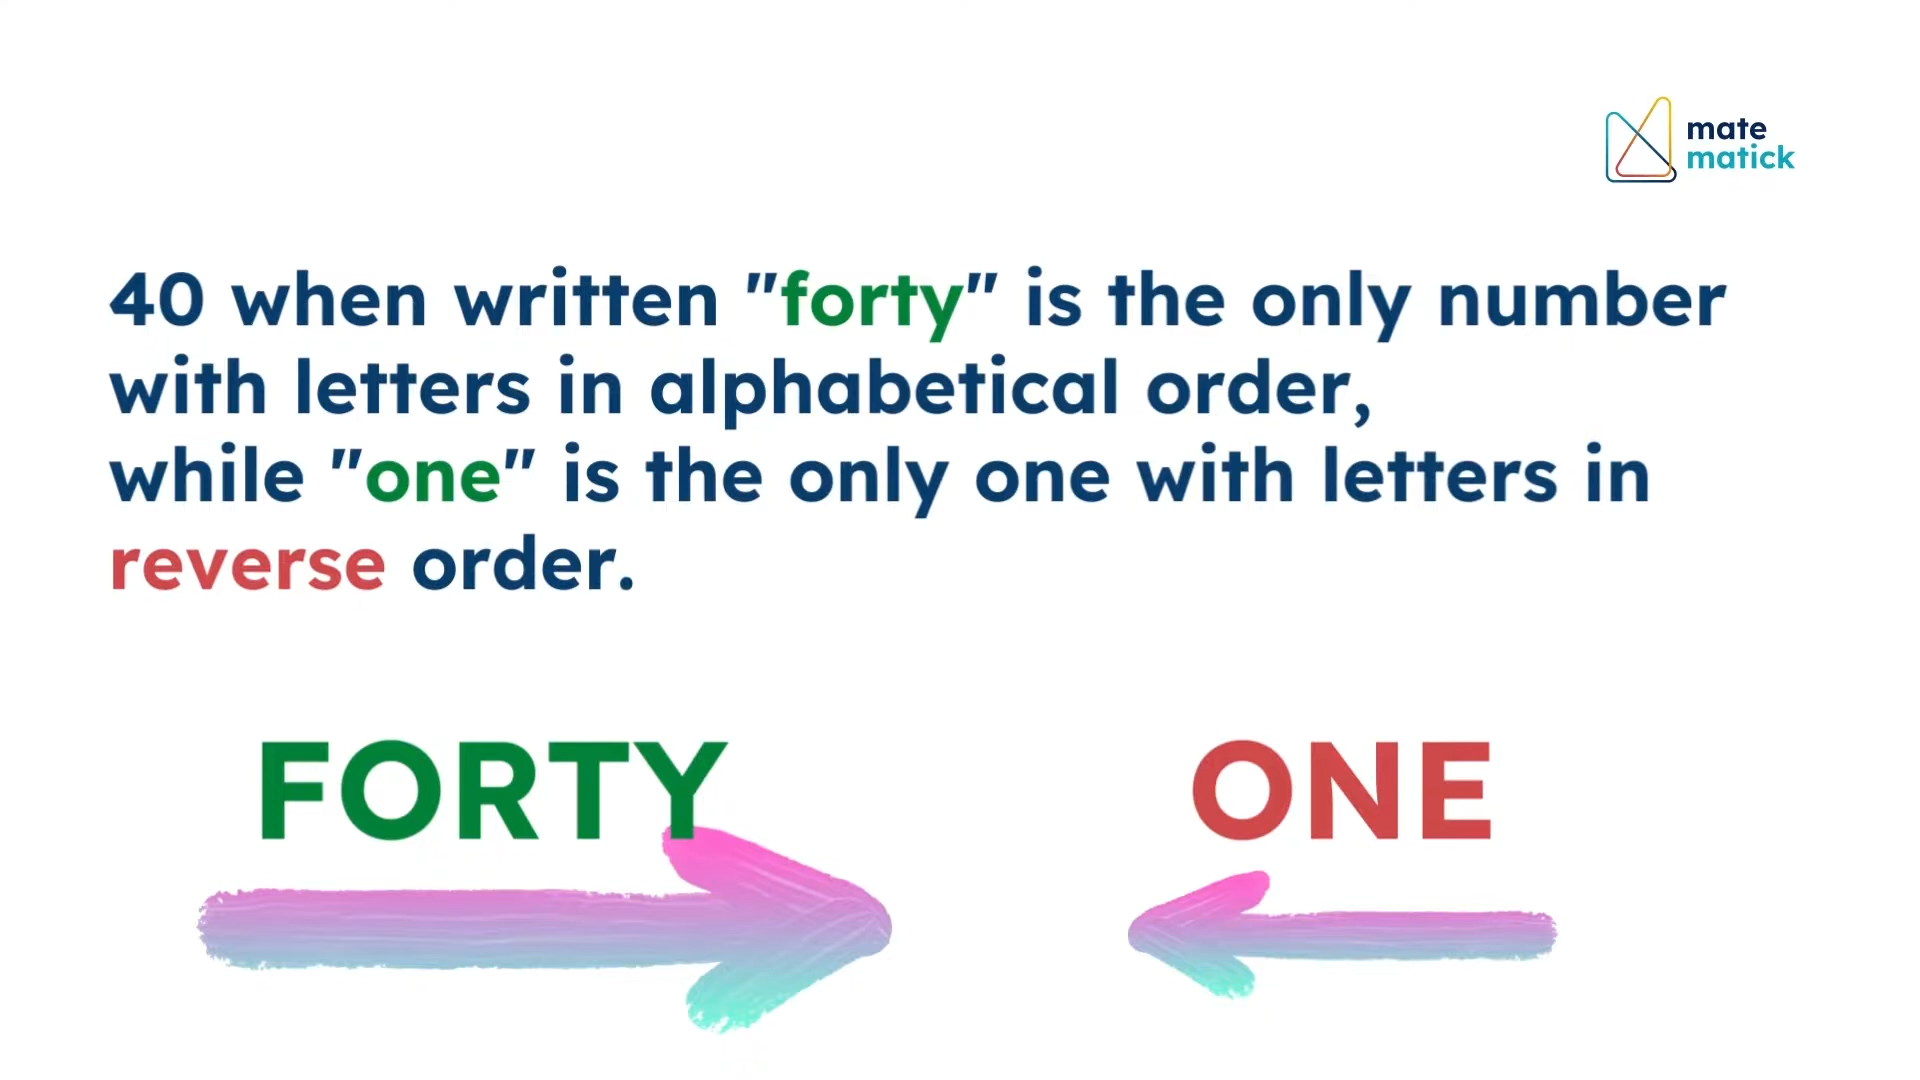 mate
matick
40 when written "forty" is the only number
with letters in alphabetical order,
while "one" is the only one with letters in
reverse order.
FORTY
ONE